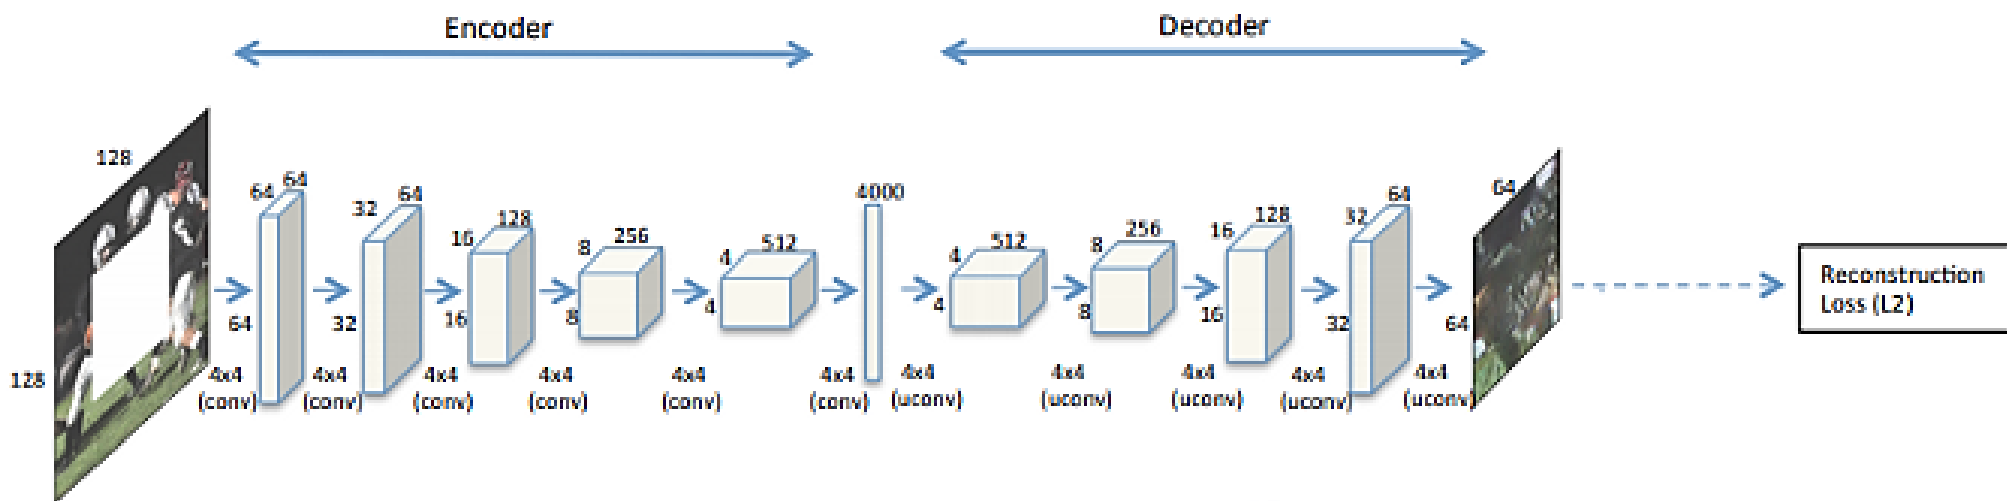 Encoder
Decoder
128
128
64
64
64
32
64
32
16
128
16
8
256
8
4
512
4
4000
4
512
4
8
256
8
16
128
16
32
64
32
64
64
4x4
(conv)
4x4
(conv)
4x4
(conv)
4x4
(conv)
4x4
(conv)
4x4
(conv)
4x4
(uconv)
4x4
(uconv)
4x4
(uconv)
4x4
(uconv)
4x4
(uconv)
Reconstruction
Loss (L2)